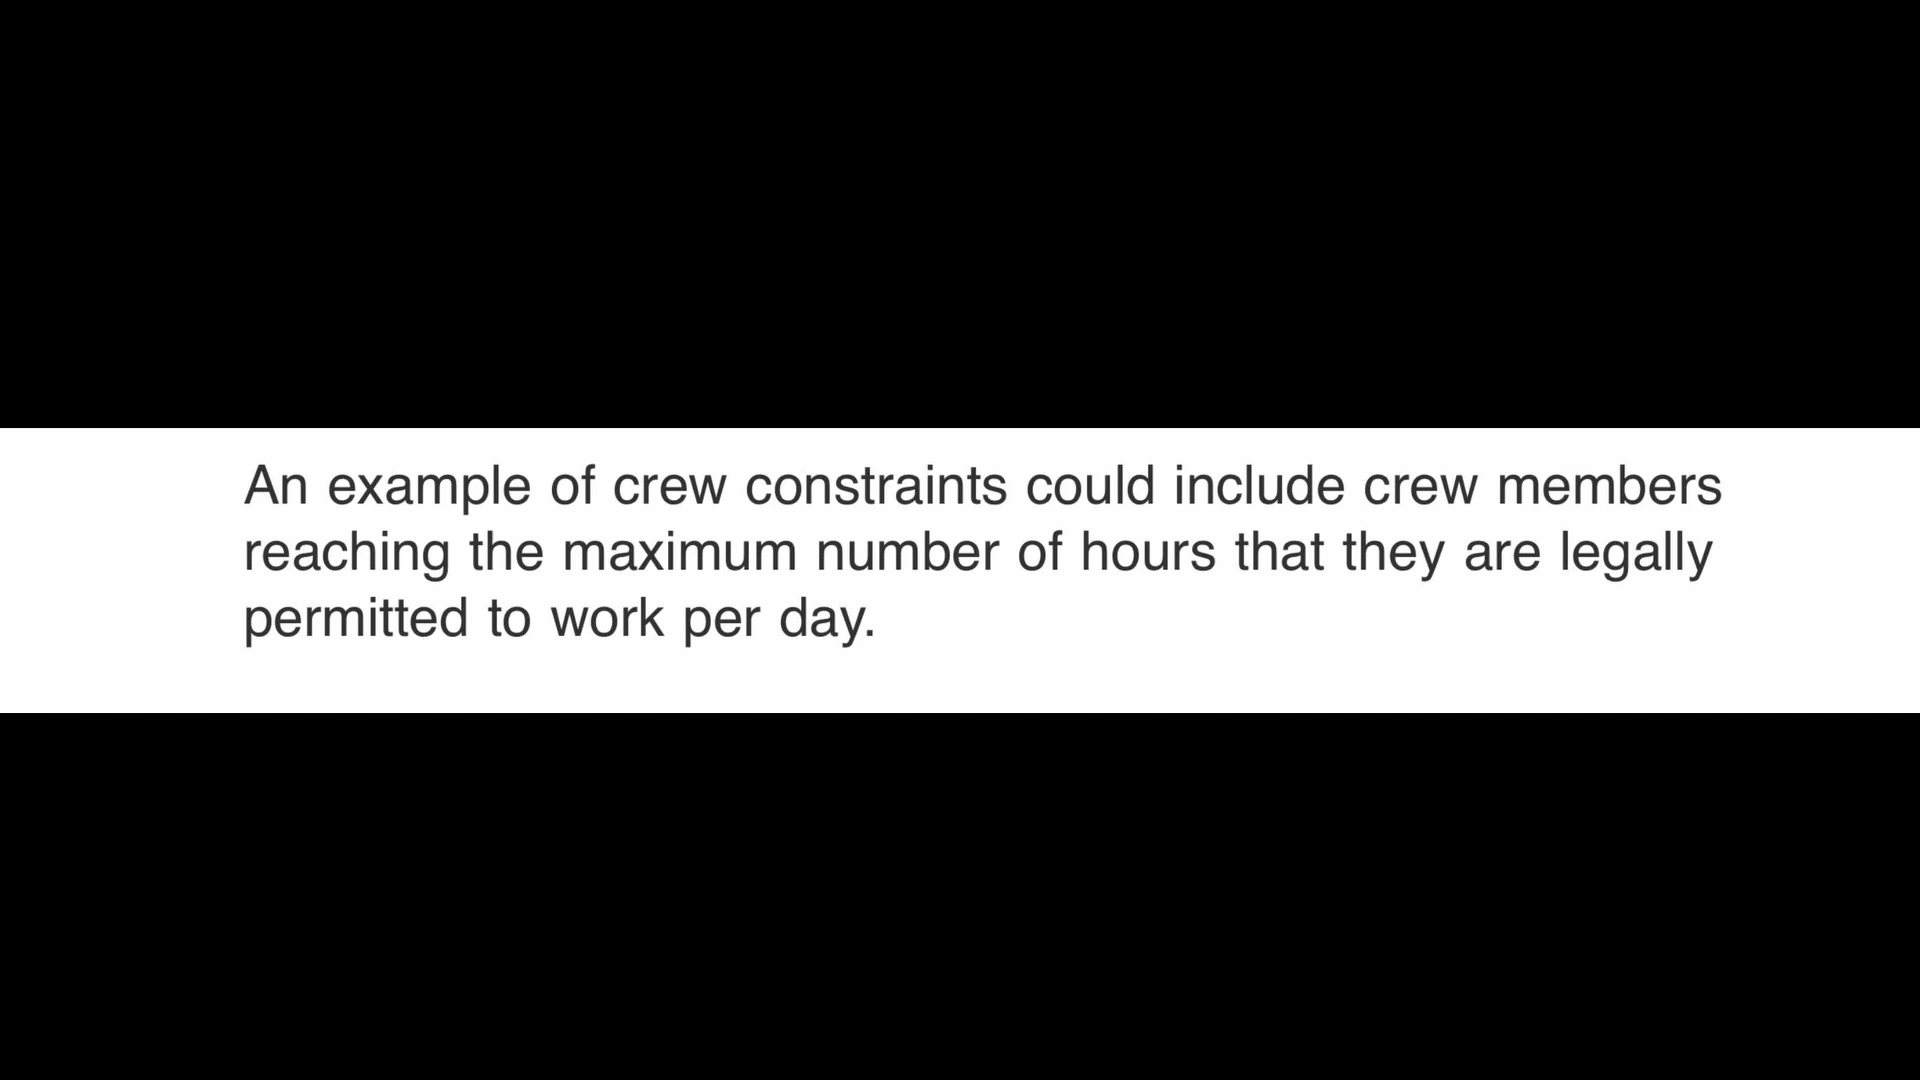 An example of crew constraints could include crew members
reaching the maximum number of hours that they are legally
permitted to work per day.